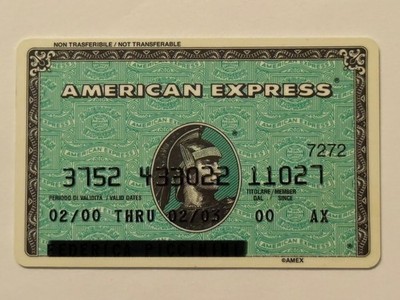 NON TRASFERIBILE / NOT TRANSFERABLE
AMERICAN EXPRESS®
7272
3752 433022 11027
PERIODO DI VALIDITA / VALID DATES TITOLARE/MEMBER
DAL / SINCE
02/00 THRU 02/03 00 AX
©AMEX